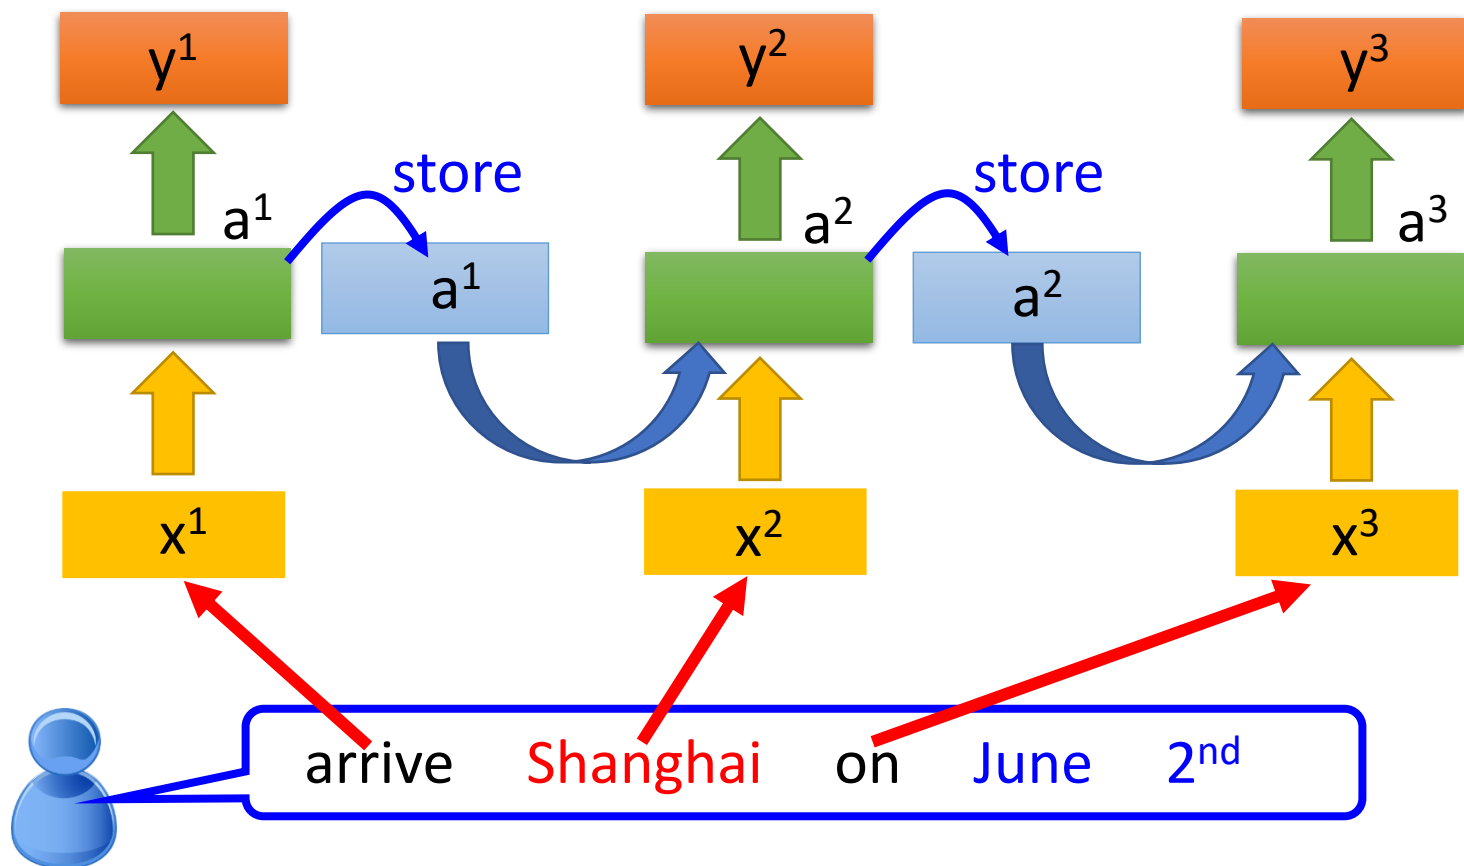 y¹ y² y³
store store
a¹ a² a³
a¹ a²
x¹ x² x³
arrive Shanghai on June 2ⁿᵈ